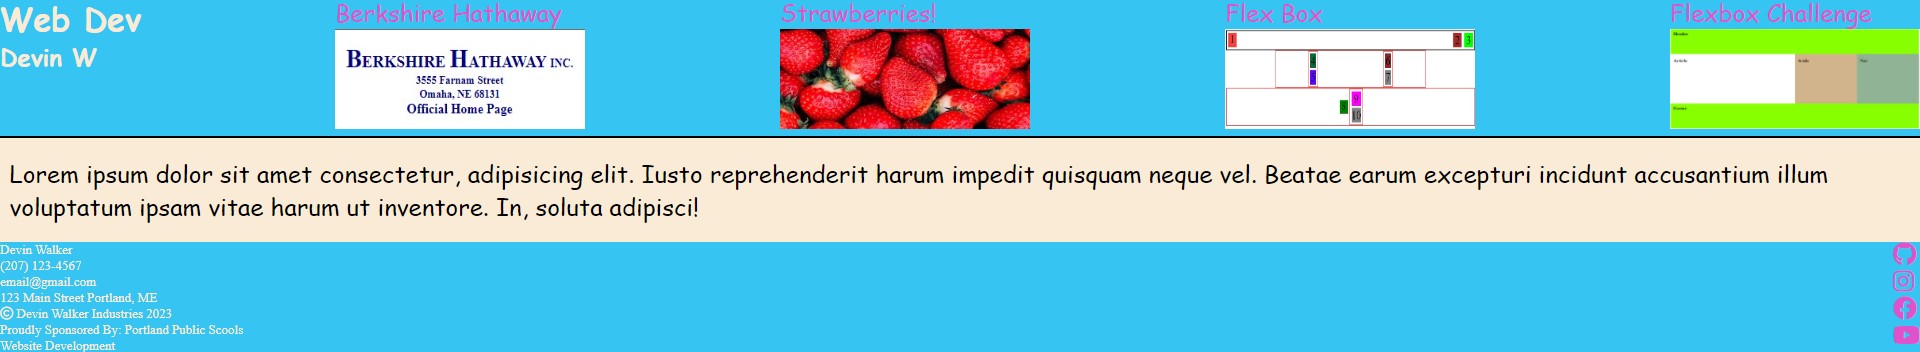 Web Dev
Devin W
Berkshire Hathaway
BERKSHIRE HATHAWAY INC.
3555 Farnam Street
Omaha, NE 68131
Official Home Page
Strawberries!
Flex Box
1
2 3
6
7
9
10
Flexbox Challenge
Header
Article
Aside
Nav
Footer
Lorem ipsum dolor sit amet consectetur, adipisicing elit. Iusto reprehenderit harum impedit quisquam neque vel. Beatae earum excepturi incidunt accusantium illum
voluptatum ipsam vitae harum ut inventore. In, soluta adipisci!
Devin Walker
(207) 123-4567
email@gmail.com
123 Main Street Portland, ME
© Devin Walker Industries 2023
Proudly Sponsored By: Portland Public Scools
Website Development